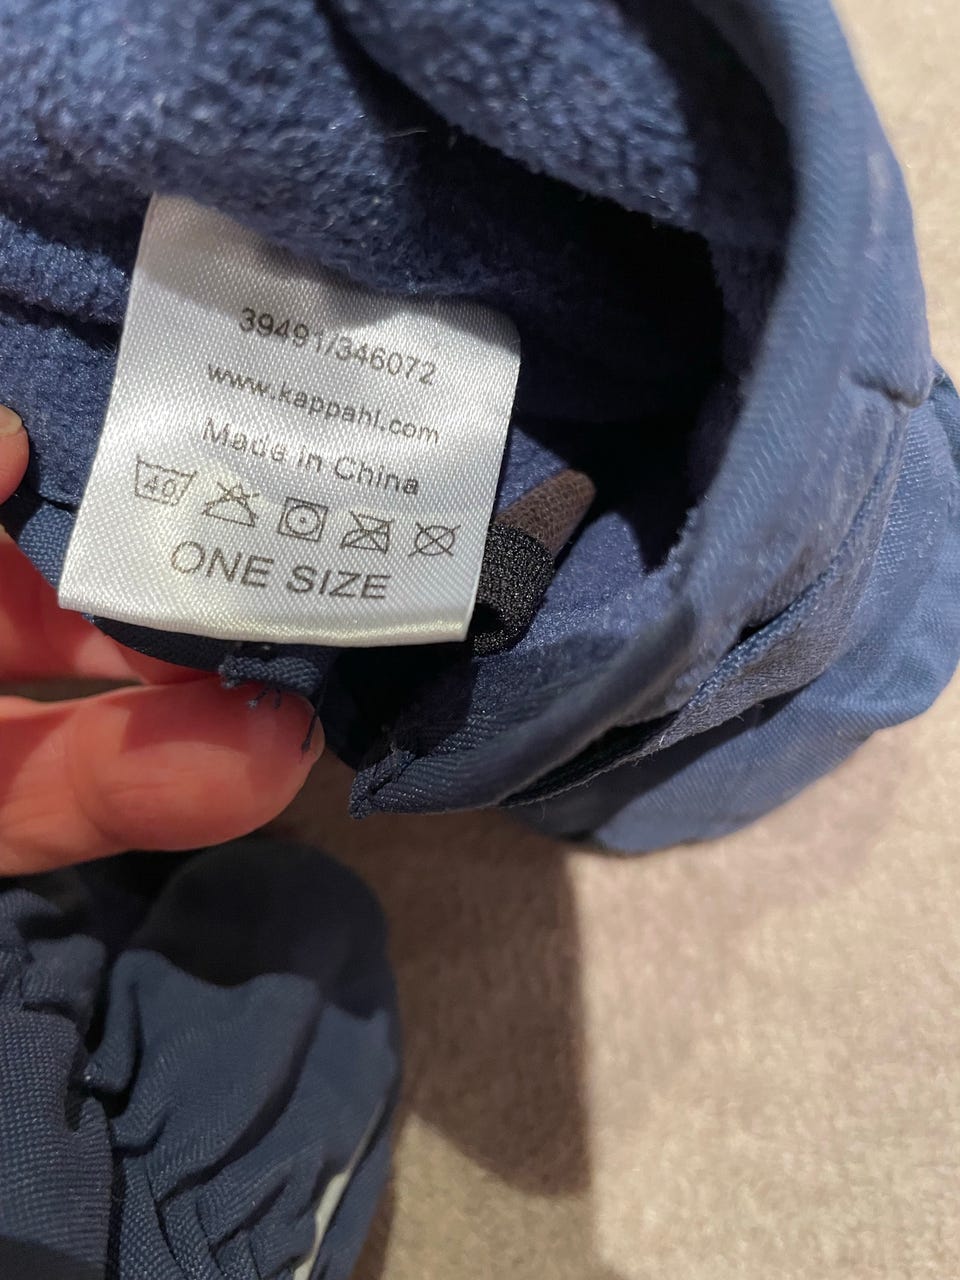 39491/346072
www.kappahl.com
Made in China
40
ONE SIZE